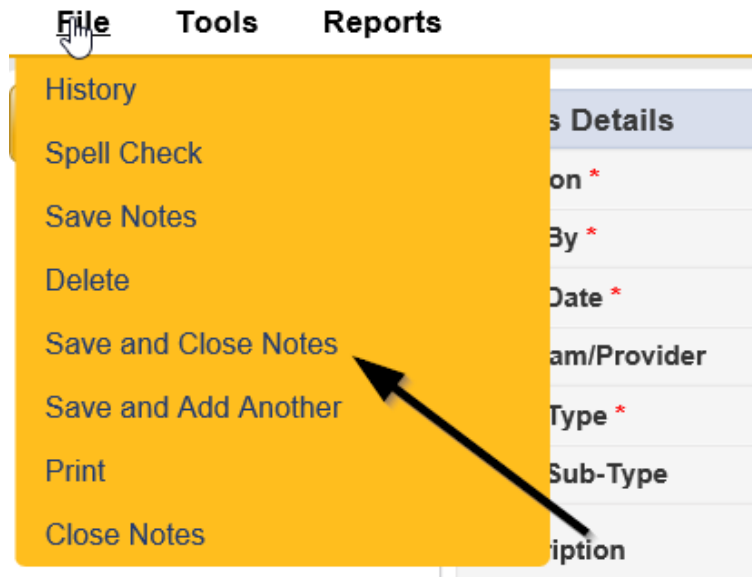 File Tools Reports
History
Spell Check
Save Notes
Delete
Save and Close Notes
Save and Add Another
Print
Close Notes
s Details
on *
By *
Date *
am/Provider
Type *
Sub-Type
iption